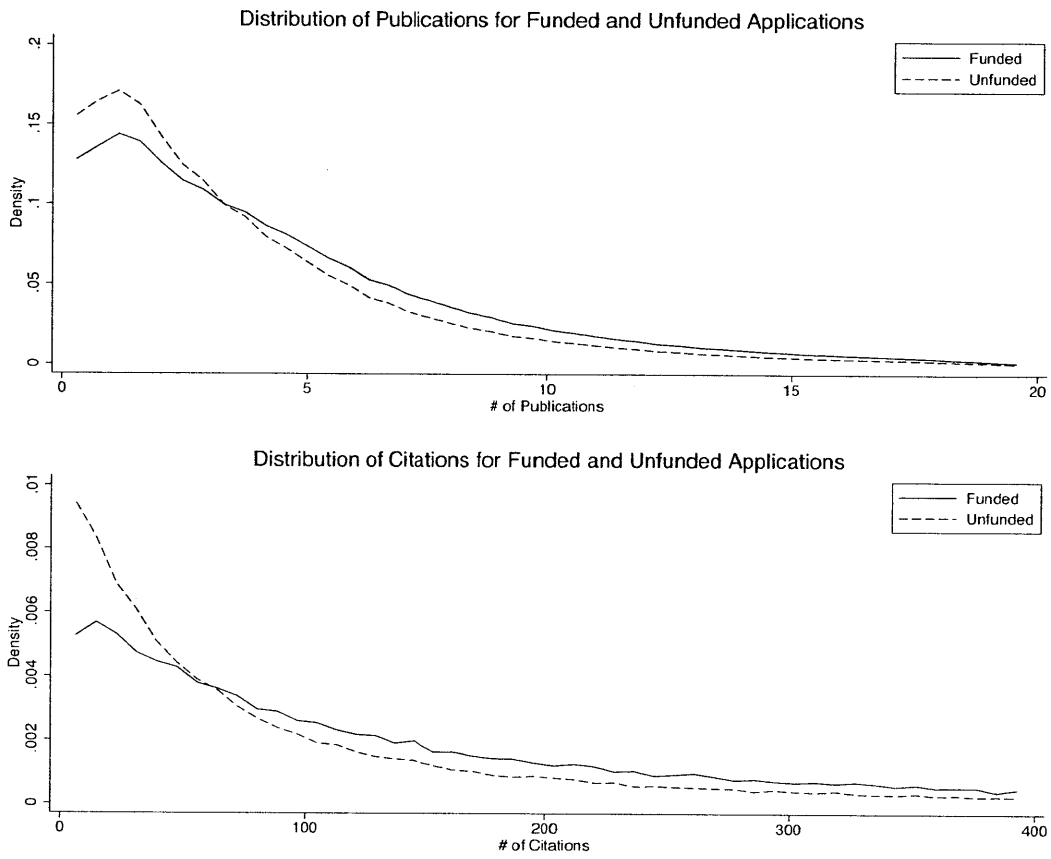 Distribution of Publications for Funded and Unfunded Applications
Funded
Unfunded
Density
.2
.15
.1
.05
0
0 5 10 15 20
# of Publications
Distribution of Citations for Funded and Unfunded Applications
Funded
Unfunded
Density
.01
.008
.006
.004
.002
0
0 100 200 300 400
# of Citations